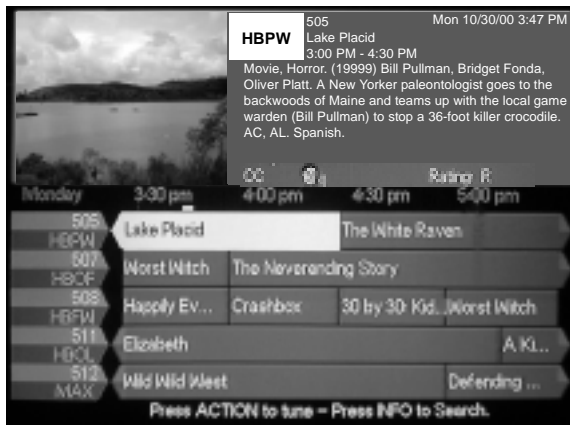 505 Mon 10/30/00 3:47 PM
HBPW Lake Placid
3:00 PM - 4:30 PM
Movie, Horror. (19999) Bill Pullman, Bridget Fonda,
Oliver Platt. A New Yorker paleontologist goes to the
backwoods of Maine and teams up with the local game
warden (Bill Pullman) to stop a 36-foot killer crocodile.
AC, AL. Spanish.
CC Rating: R
Monday 3:30 pm 4:00 pm 4:30 pm 5:00 pm
505 HBPW Lake Placid The White Raven
507 HBOF Worst Witch The Neverending Story
508 HBFW Happily Ev... Crashbox 30 by 30: Kid.. Worst Witch
511 HBOL Elizabeth A Ki...
512 MAX Wild Wild West Defending ...
Press ACTION to tune – Press INFO to Search.